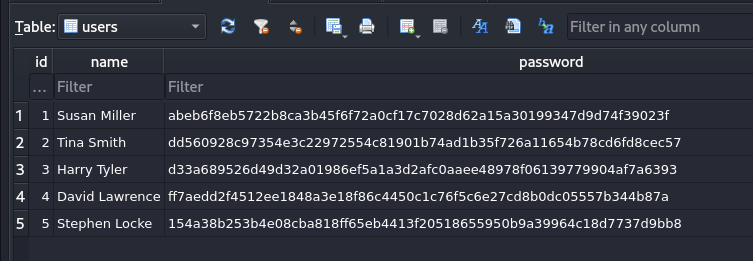 Table: users Filter in any column
id name password
... Filter Filter
1 1 Susan Miller abeb6f8eb5722b8ca3b45f6f72a0cf17c7028d62a15a30199347d9d74f39023f
2 2 Tina Smith dd560928c97354e3c22972554c81901b74ad1b35f726a11654b78cd6fd8cec57
3 3 Harry Tyler d33a689526d49d32a01986ef5a1a3d2afc0aaee48978f06139779904af7a6393
4 4 David Lawrence ff7aedd2f4512ee1848a3e18f86c4450c1c76f5c6e27cd8b0dc05557b344b87a
5 5 Stephen Locke 154a38b253b4e08cba818ff65eb4413f20518655950b9a39964c18d7737d9bb8